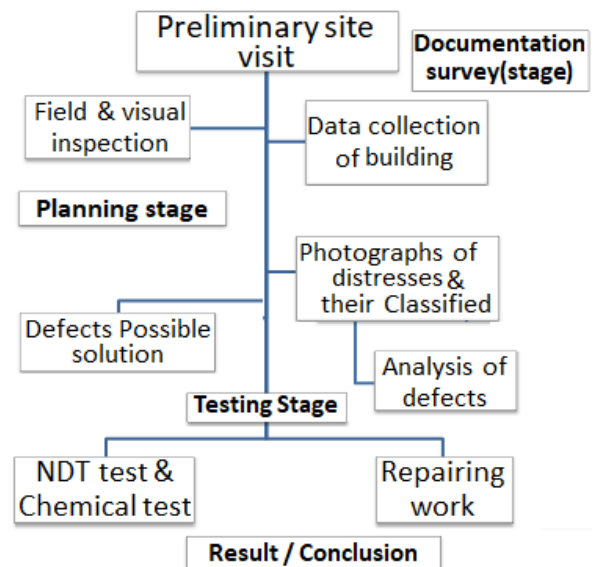 Preliminary site
visit
Documentation
survey(stage)
Field & visual
inspection
Data collection
of building
Planning stage
Photographs of
distresses &
their Classified
Defects Possible
solution
Analysis of
defects
Testing Stage
NDT test &
Chemical test
Repairing
work
Result / Conclusion